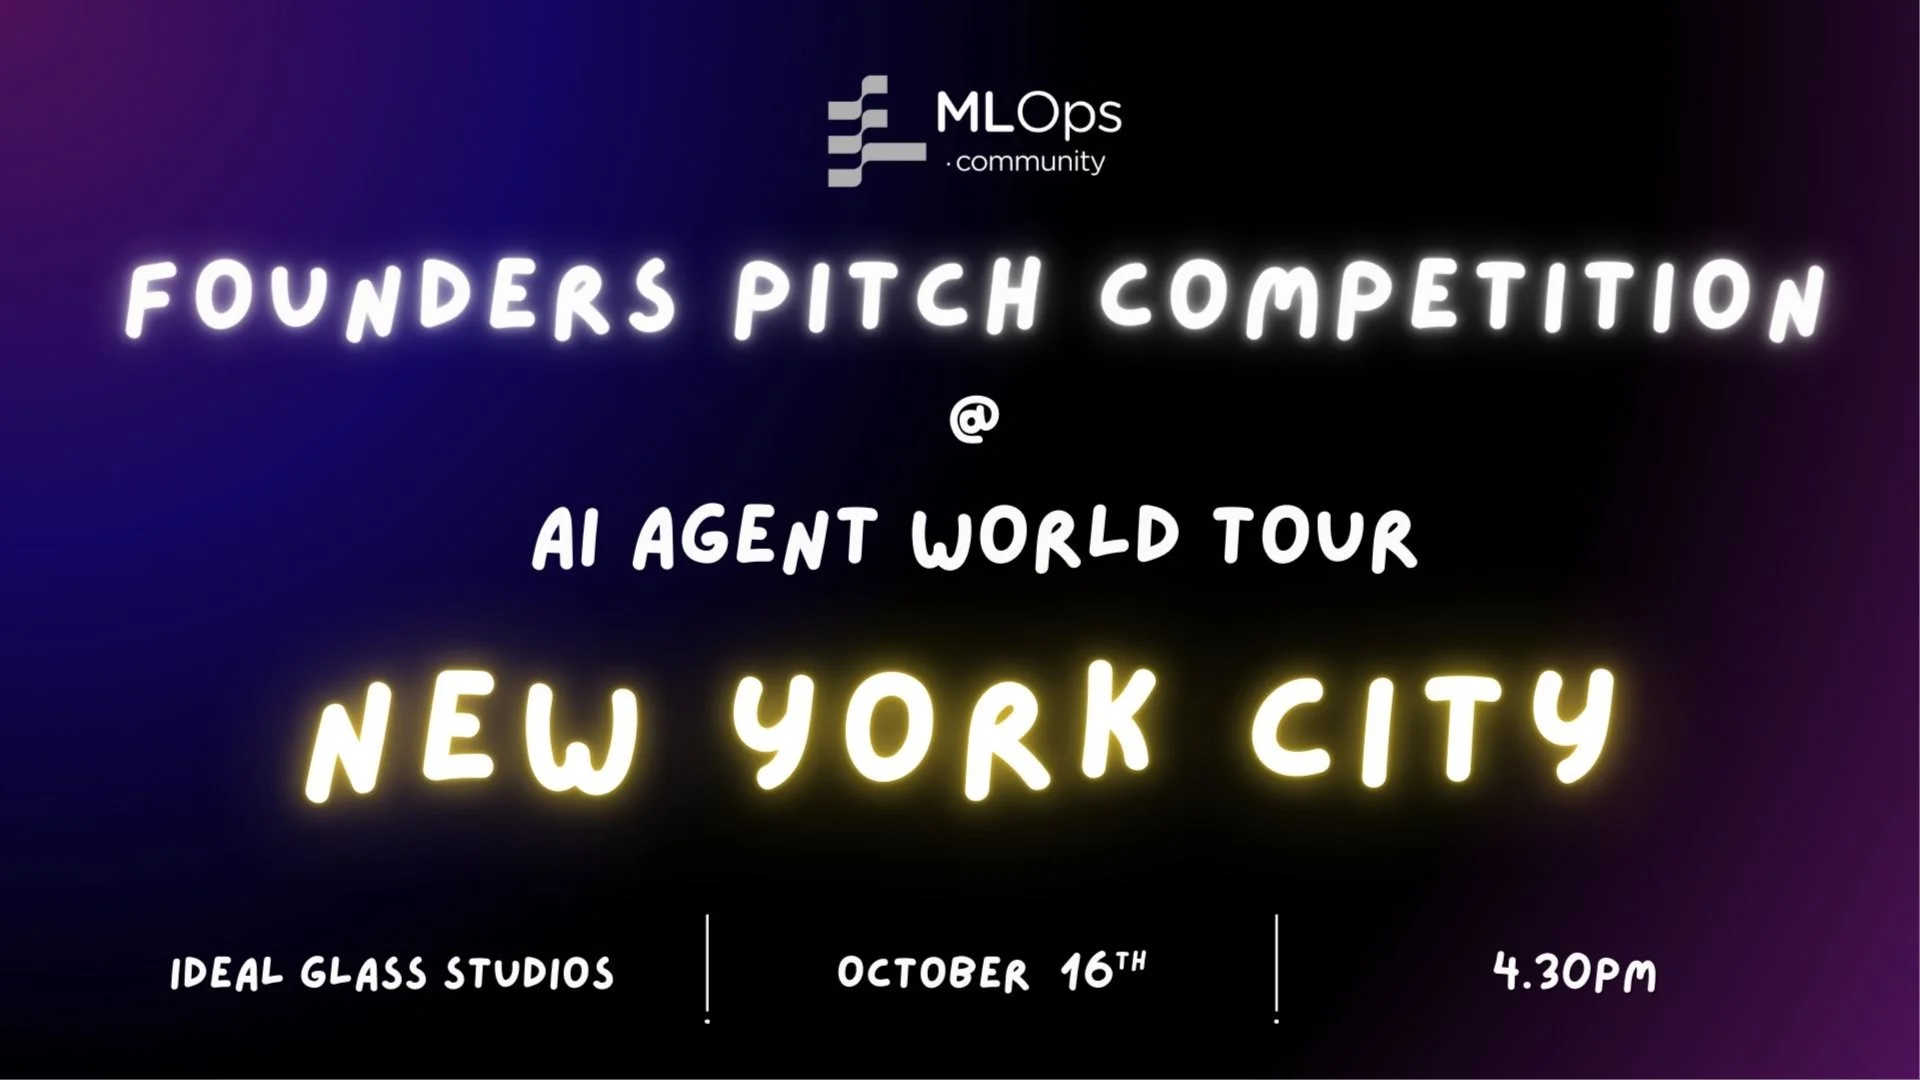 MLOps
.community
FOUNDERS PITCH COMPETITION
@
AI AGENT WORLD TOUR
NEW YORK CITY
IDEAL GLASS STUDIOS
OCTOBER 16TH
4.30PM